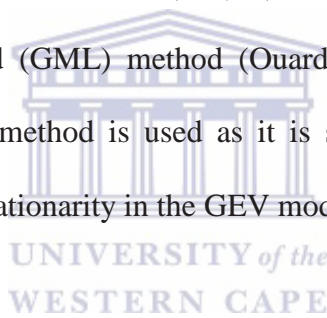 d (GML) method (Ouard
method is used as it is s
ationarity in the GEV mod
UNIVERSITY of the
WESTERN CAPE